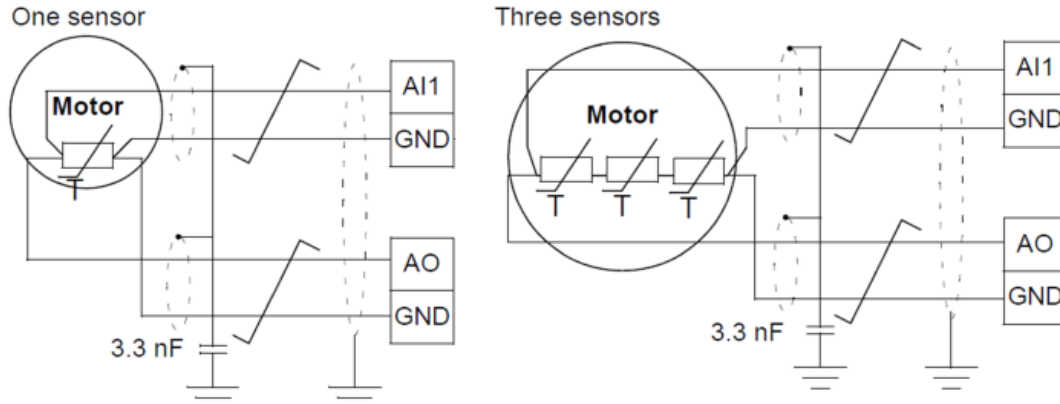 One sensor
Motor
T
AI1
GND
AO
GND
3.3 nF
Three sensors
Motor
T T T
AI1
GND
AO
GND
3.3 nF